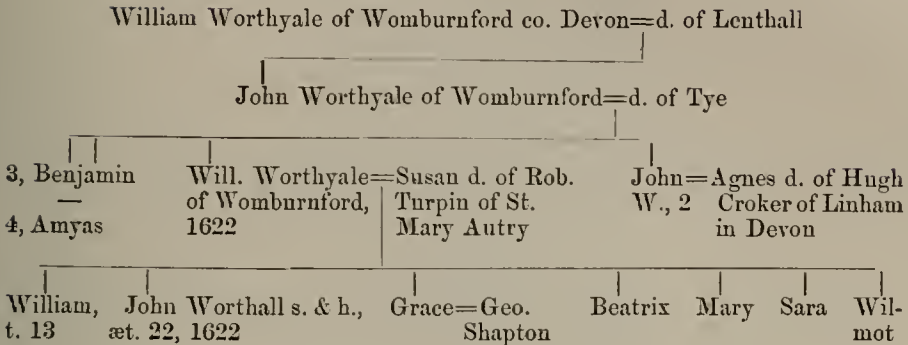 William Worthyale of Womburnford co. Devon=d. of Lenthall
John Worthyale of Womburnford=d. of Tye
3, Benjamin
—
4, Amyas
Will. Worthyale=Susan d. of Rob.
of Womburnford, Turpin of St.
1622 Mary Autry
John=Agnes d. of Hugh
W., 2 Croker of Linham
in Devon
William,
t. 13
John Worthall s. & h.,
æt. 22, 1622
Grace=Geo.
Shapton
Beatrix
Mary
Sara
Wil-
mot